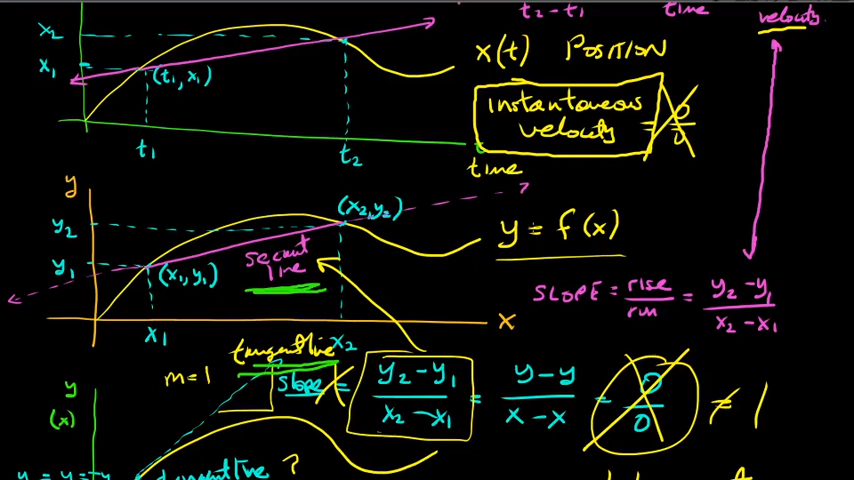 t2 - t1
time
velocity
x2
x1
(t1, x1)
x(t) POSITION
instantaneous
velocity
= 0/0
t1
t2
t
time
y
(x2, y2)
y2
y1
(x1, y1)
secant
line
y = f(x)
x1
x2
x
SLOPE = rise/run = y2 - y1 / x2 - x1
tangent line
m = 1
slope = y2 - y1 / x2 - x1 = y - y / x - x = 0/0 ≠ 1
y
(x)
tangent line ?